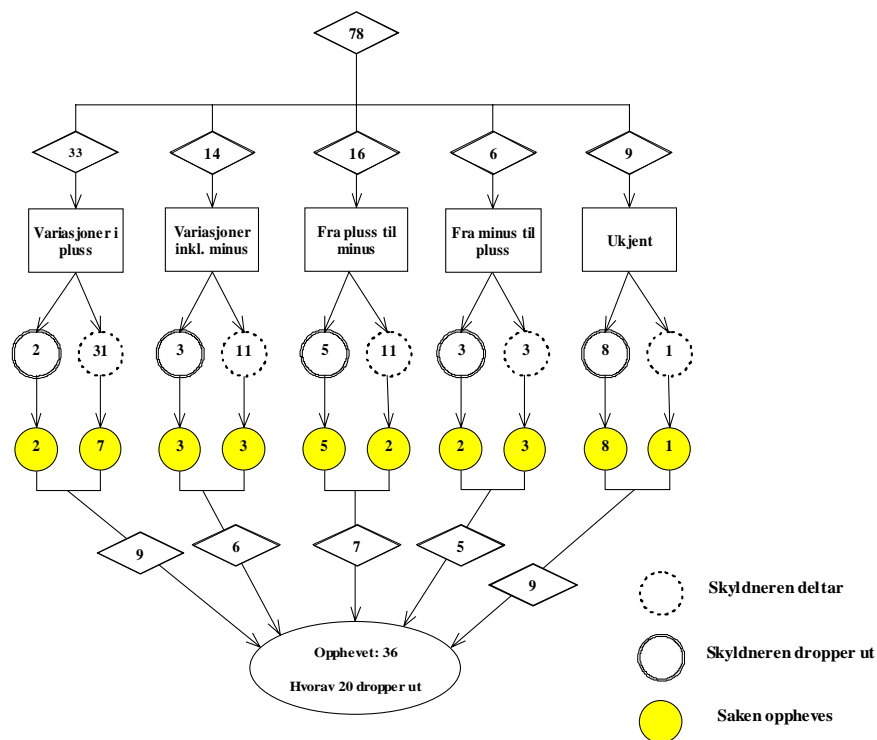 78
33 14 16 6 9
Variasjoner i
pluss
Variasjoner
inkl. minus
Fra pluss til
minus
Fra minus til
pluss
Ukjent
2 31 3 11 5 11 3 3 8 1
2 7 3 3 5 2 2 3 8 1
9 6 7 5 9
Opphevet: 36
Hvorav 20 dropper ut
Skyldneren deltar
Skyldneren dropper ut
Saken oppheves